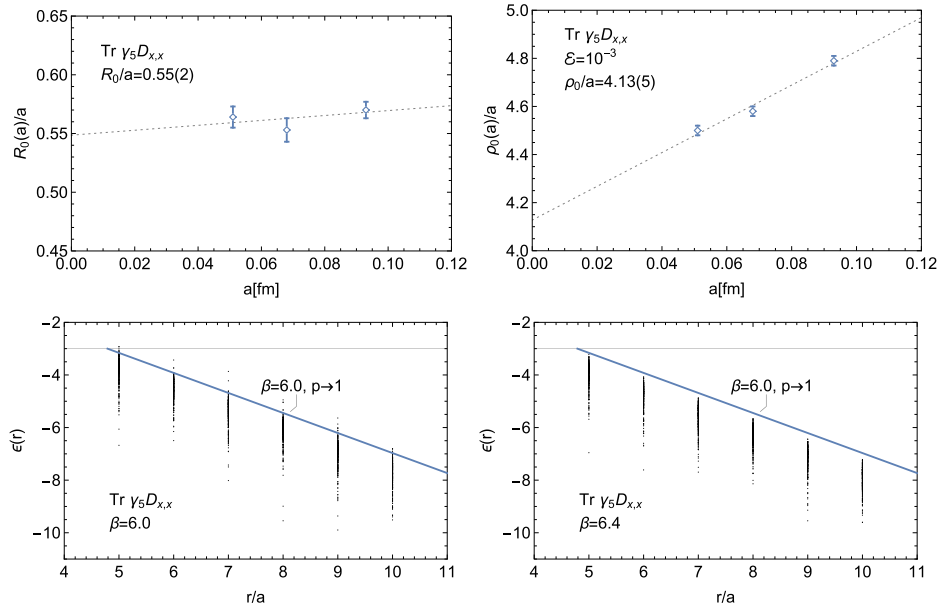 0.65
0.60
0.55
0.50
0.45
R₀(a)/a
Tr γ₅Dₓ,ₓ
R₀/a=0.55(2)
0.00 0.02 0.04 0.06 0.08 0.10 0.12
a[fm]
5.0
4.8
4.6
4.4
4.2
4.0
ρ₀(a)/a
Tr γ₅Dₓ,ₓ
ℰ=10⁻³
ρ₀/a=4.13(5)
0.00 0.02 0.04 0.06 0.08 0.10 0.12
a[fm]
−2
−4
−6
−8
−10
ϵ(r)
β=6.0, p→1
Tr γ₅Dₓ,ₓ
β=6.0
4 5 6 7 8 9 10 11
r/a
−2
−4
−6
−8
−10
ϵ(r)
β=6.0, p→1
Tr γ₅Dₓ,ₓ
β=6.4
4 5 6 7 8 9 10 11
r/a